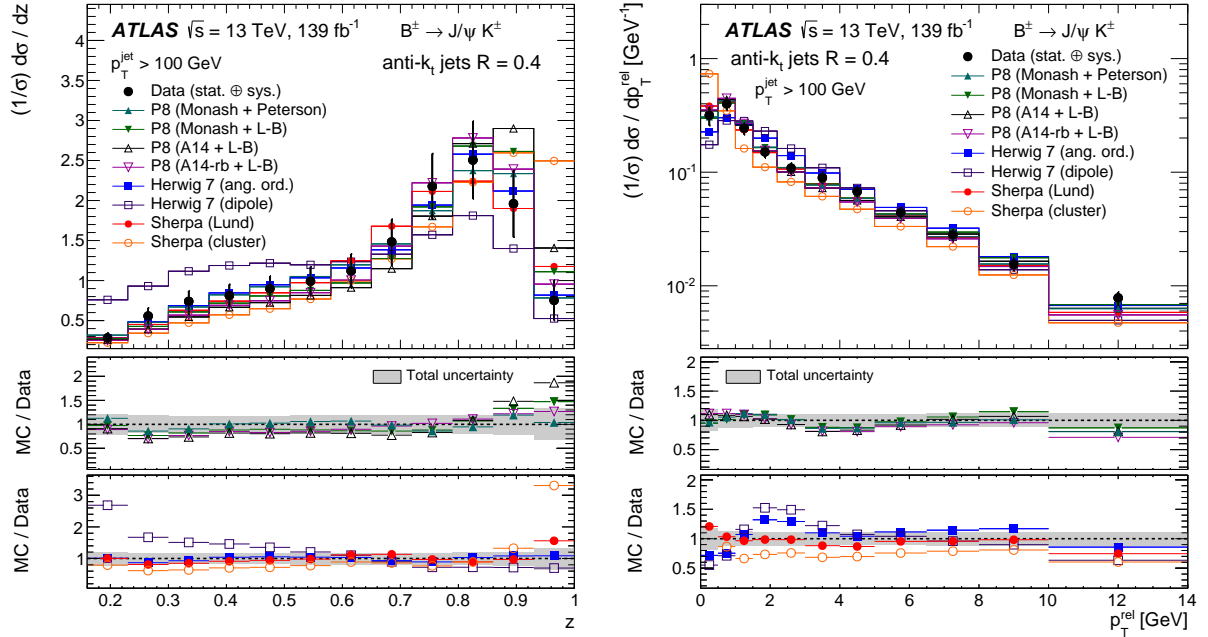 (1/σ) dσ / dz
ATLAS √s = 13 TeV, 139 fb⁻¹ B± → J/ψ K±
p_T^jet > 100 GeV
anti-k_t jets R = 0.4
Data (stat. ⊕ sys.)
P8 (Monash + Peterson)
P8 (Monash + L-B)
P8 (A14 + L-B)
P8 (A14-rb + L-B)
Herwig 7 (ang. ord.)
Herwig 7 (dipole)
Sherpa (Lund)
Sherpa (cluster)
4
3.5
3
2.5
2
1.5
1
0.5
MC / Data
Total uncertainty
2
1.5
1
0.5
MC / Data
3
2
1
0.2 0.3 0.4 0.5 0.6 0.7 0.8 0.9 1
z
(1/σ) dσ / dp_T^rel [GeV⁻¹]
ATLAS √s = 13 TeV, 139 fb⁻¹ B± → J/ψ K±
anti-k_t jets R = 0.4
p_T^jet > 100 GeV
Data (stat. ⊕ sys.)
P8 (Monash + Peterson)
P8 (Monash + L-B)
P8 (A14 + L-B)
P8 (A14-rb + L-B)
Herwig 7 (ang. ord.)
Herwig 7 (dipole)
Sherpa (Lund)
Sherpa (cluster)
1
10⁻¹
10⁻²
MC / Data
Total uncertainty
2
1.5
1
0.5
MC / Data
2
1.5
1
0.5
0 2 4 6 8 10 12 14
p_T^rel [GeV]